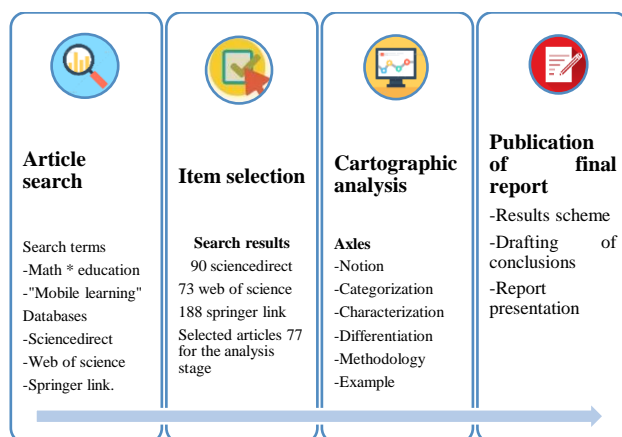 Article
search
Search terms
-Math * education
-"Mobile learning"
Databases
-Sciencedirect
-Web of science
-Springer link.
Item selection
Search results
90 sciencedirect
73 web of science
188 springer link
Selected articles 77
for the analysis
stage
Cartographic
analysis
Axles
-Notion
-Categorization
-Characterization
-Differentiation
-Methodology
-Example
Publication
of final
report
-Results scheme
-Drafting of
conclusions
-Report
presentation